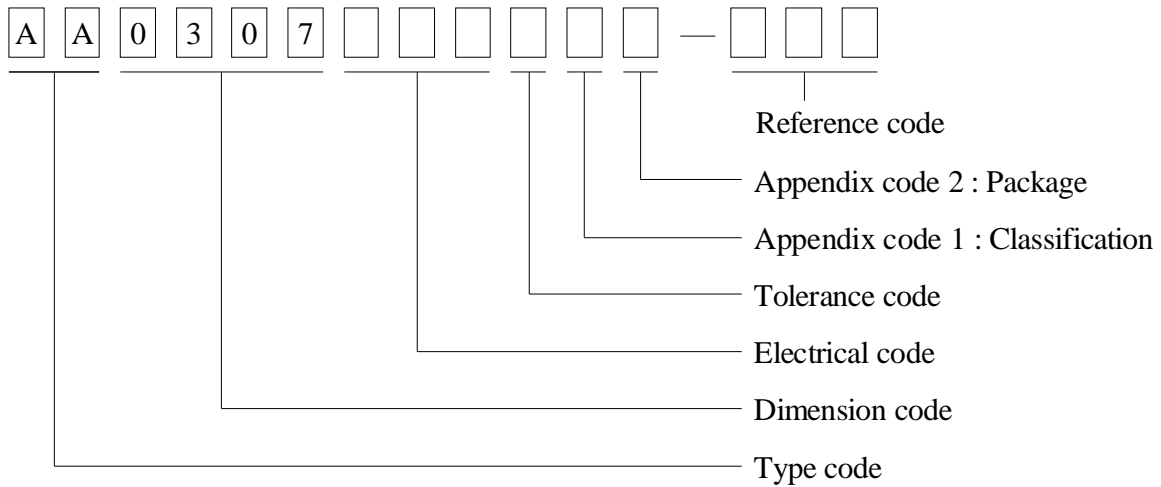 A A 0 3 0 7 —
Reference code
Appendix code 2 : Package
Appendix code 1 : Classification
Tolerance code
Electrical code
Dimension code
Type code